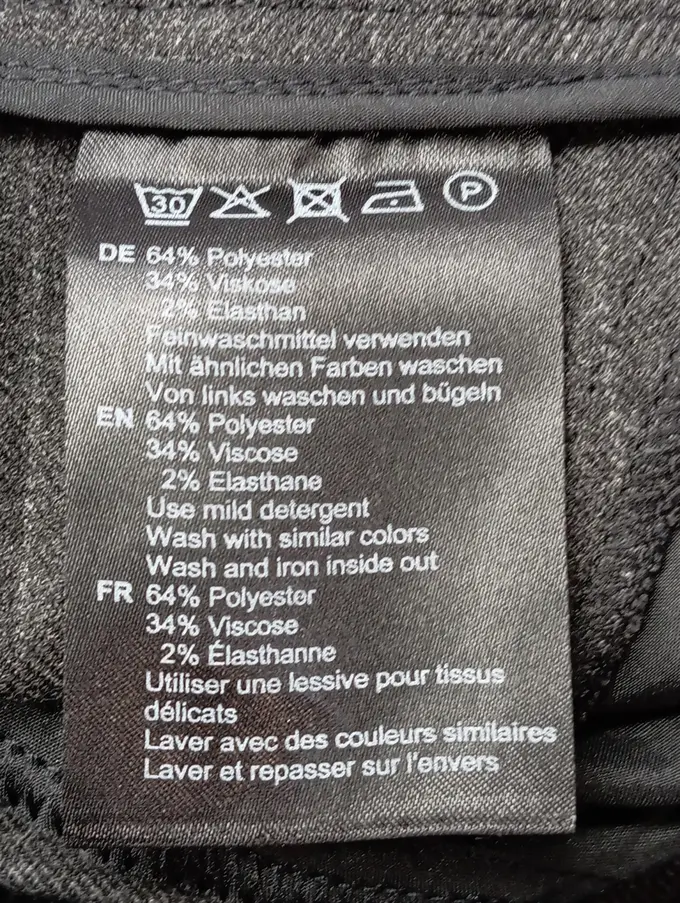 30 P
DE 64% Polyester
34% Viskose
2% Elasthan
Feinwaschmittel verwenden
Mit ähnlichen Farben waschen
Von links waschen und bügeln
EN 64% Polyester
34% Viscose
2% Elasthane
Use mild detergent
Wash with similar colors
Wash and iron inside out
FR 64% Polyester
34% Viscose
2% Élasthanne
Utiliser une lessive pour tissus
délicats
Laver avec des couleurs similaires
Laver et repasser sur l'envers